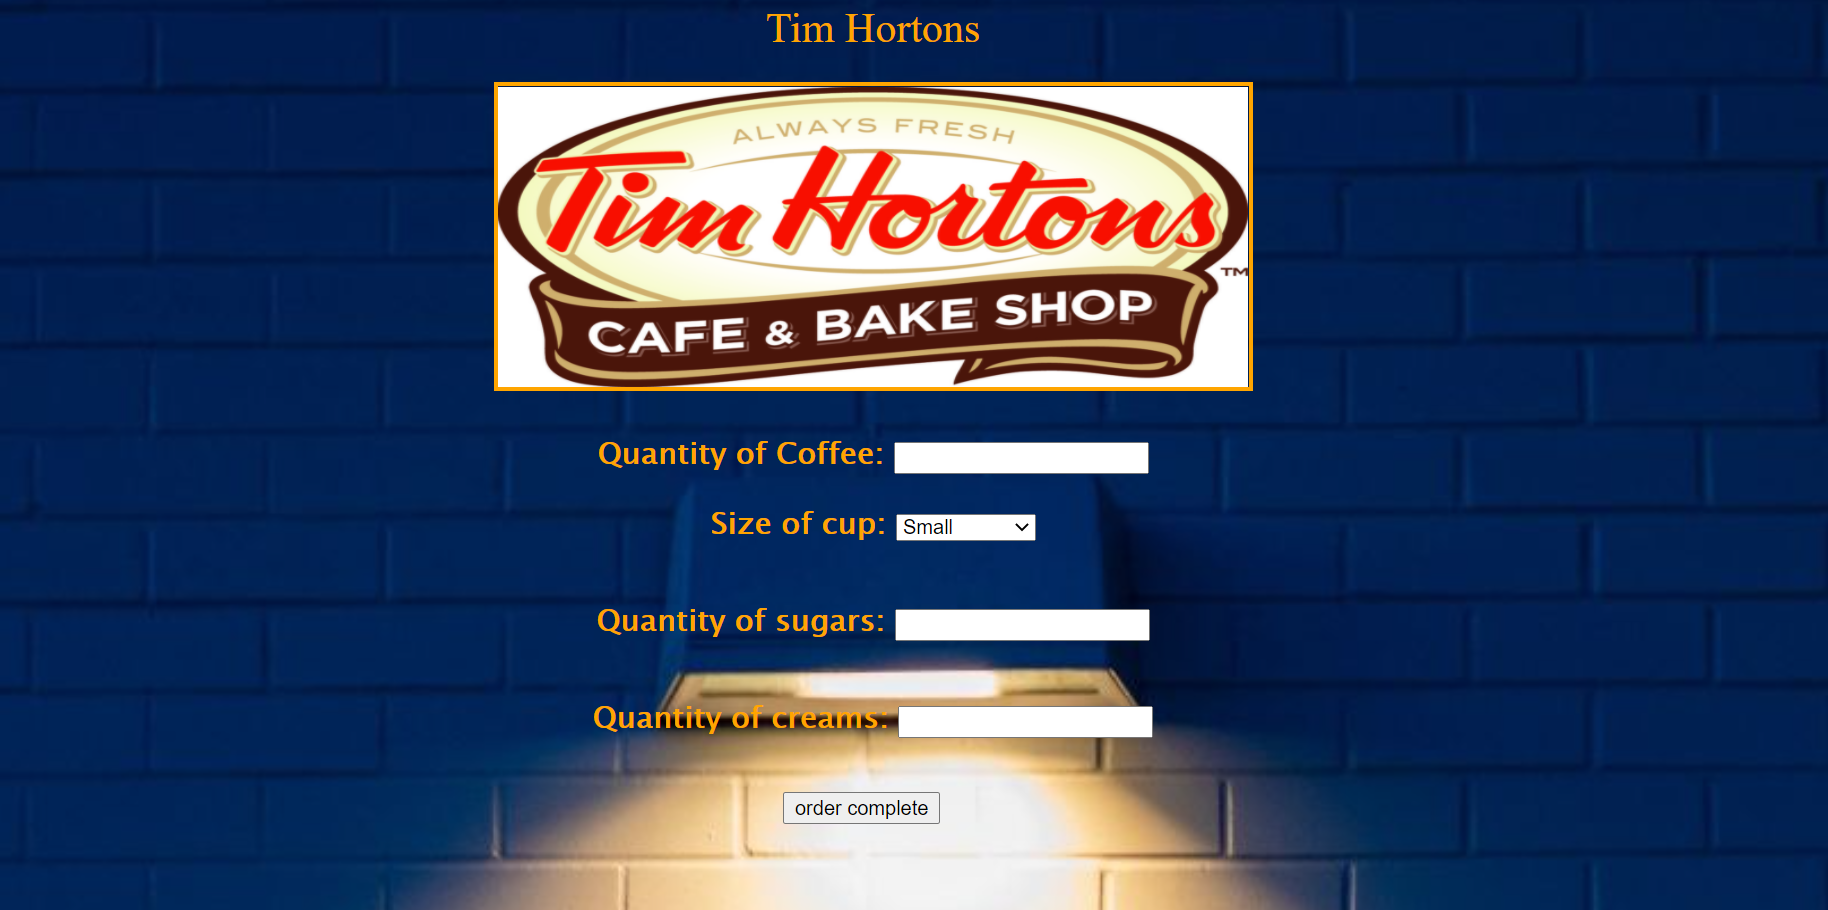 Tim Hortons
ALWAYS FRESH
Tim Hortons
TM
CAFE & BAKE SHOP
Quantity of Coffee:
Size of cup: Small
Quantity of sugars:
Quantity of creams:
order complete